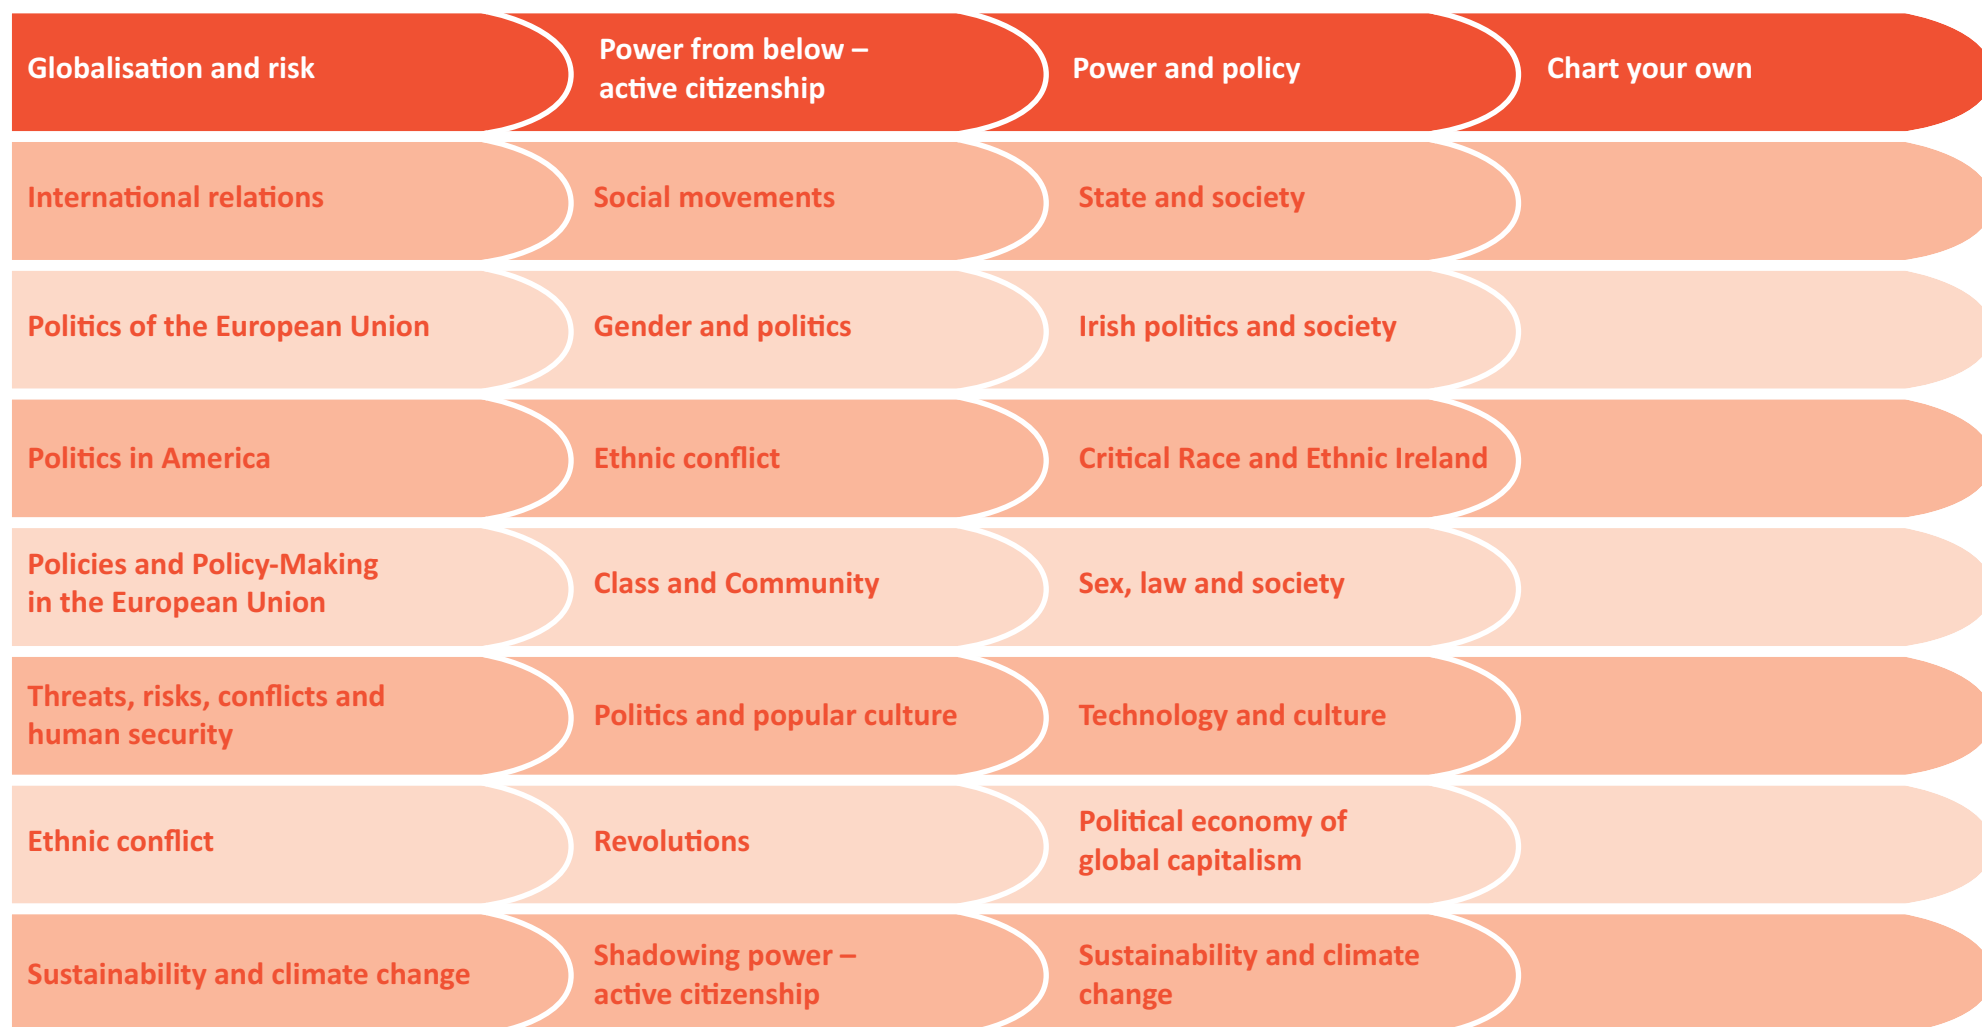 Globalisation and risk
Power from below –
active citizenship
Power and policy
Chart your own
International relations
Social movements
State and society
Politics of the European Union
Gender and politics
Irish politics and society
Politics in America
Ethnic conflict
Critical Race and Ethnic Ireland
Policies and Policy-Making
in the European Union
Class and Community
Sex, law and society
Threats, risks, conflicts and
human security
Politics and popular culture
Technology and culture
Ethnic conflict
Revolutions
Political economy of
global capitalism
Sustainability and climate change
Shadowing power –
active citizenship
Sustainability and climate
change